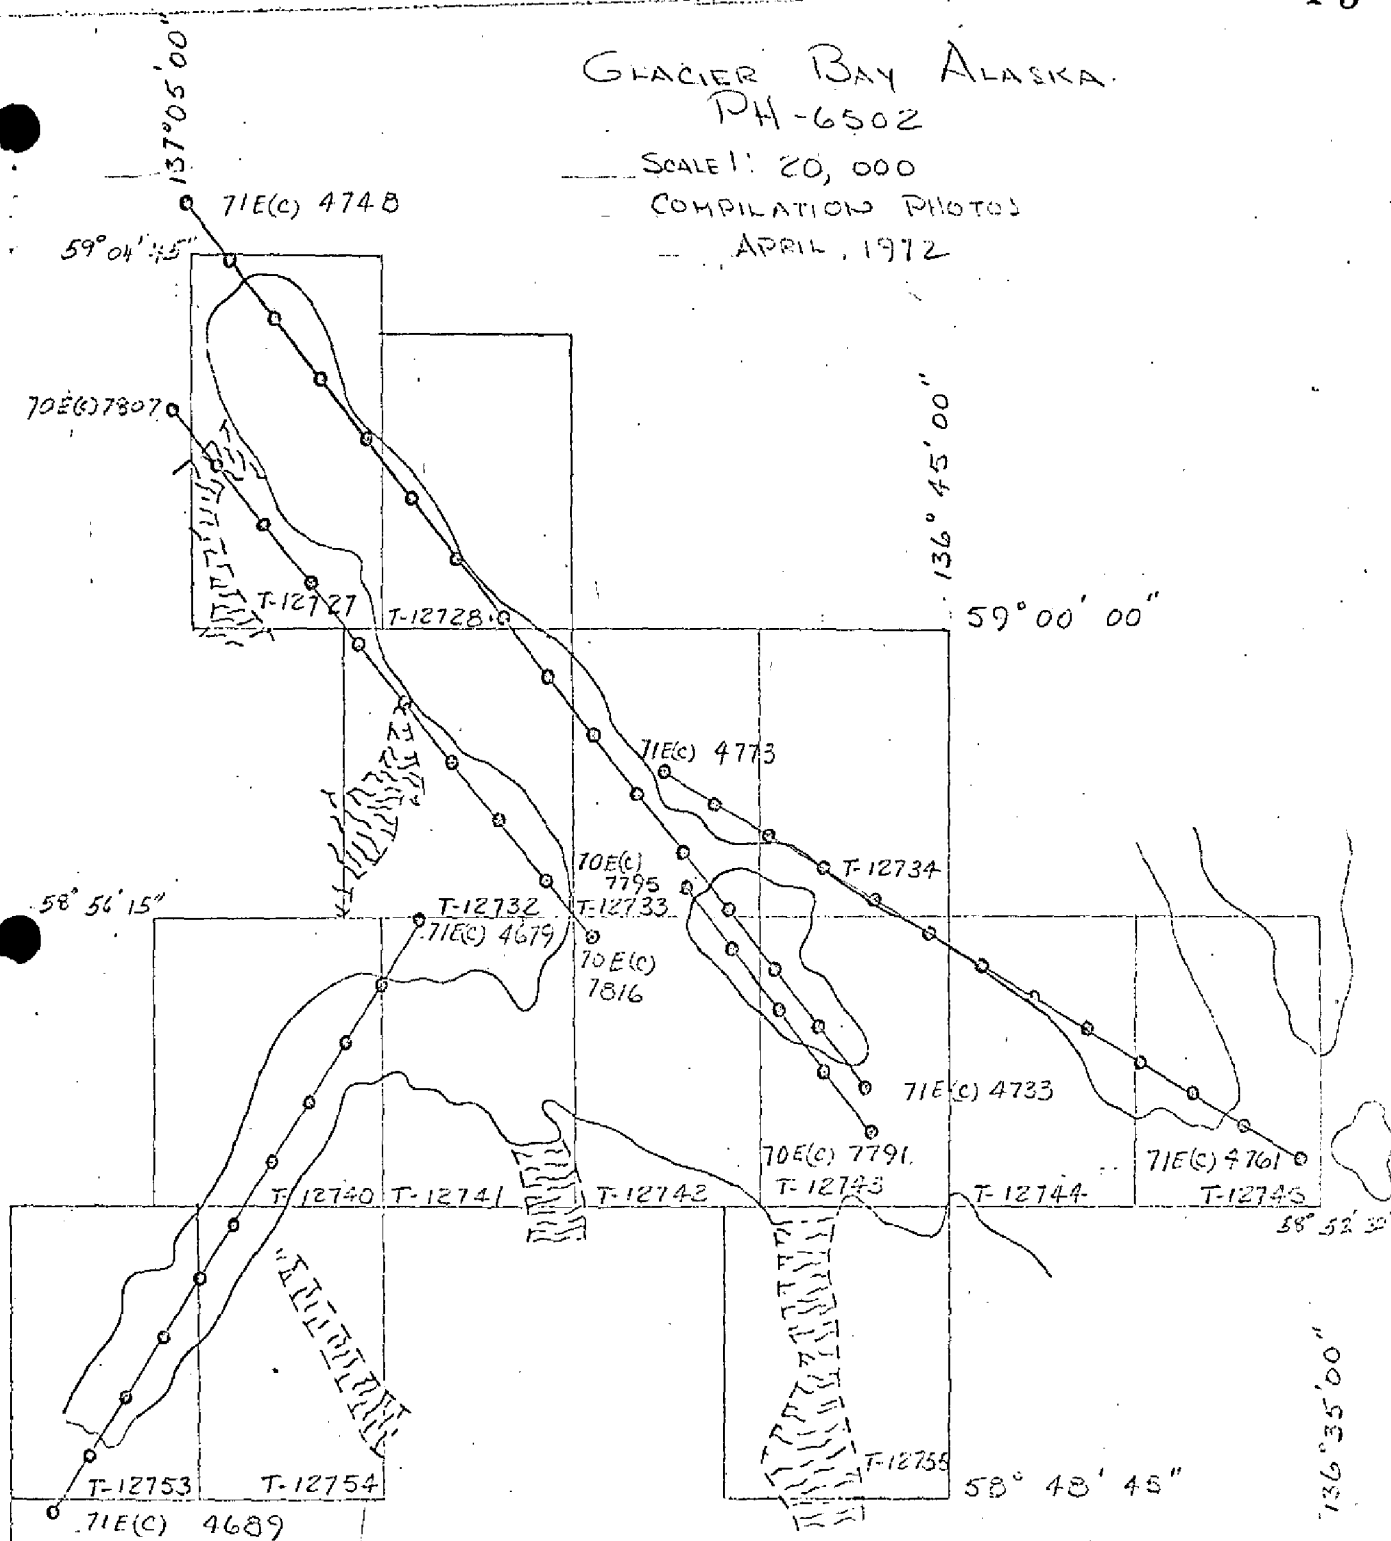 GLACIER BAY ALASKA.
PH-6502
SCALE 1: 20,000
COMPILATION PHOTOS
APRIL, 1972
137°05'00"
71E(C) 4748
59°04'45"
70E(C)7807
136°45'00"
T-12727
T-12728
59°00'00"
71E(C) 4773
70E(C)
7795
T-12734
58°56'15"
T-12732
T-12733
71E(C) 4679
70E(C)
7816
71E(C) 4733
70E(C) 7791
71E(C) 4761
T-12740
T-12741
T-12742
T-12743
T-12744
T-12745
58°52'30"
136°35'00"
T-12755
T-12753
T-12754
58° 48' 45"
71E(C) 4689